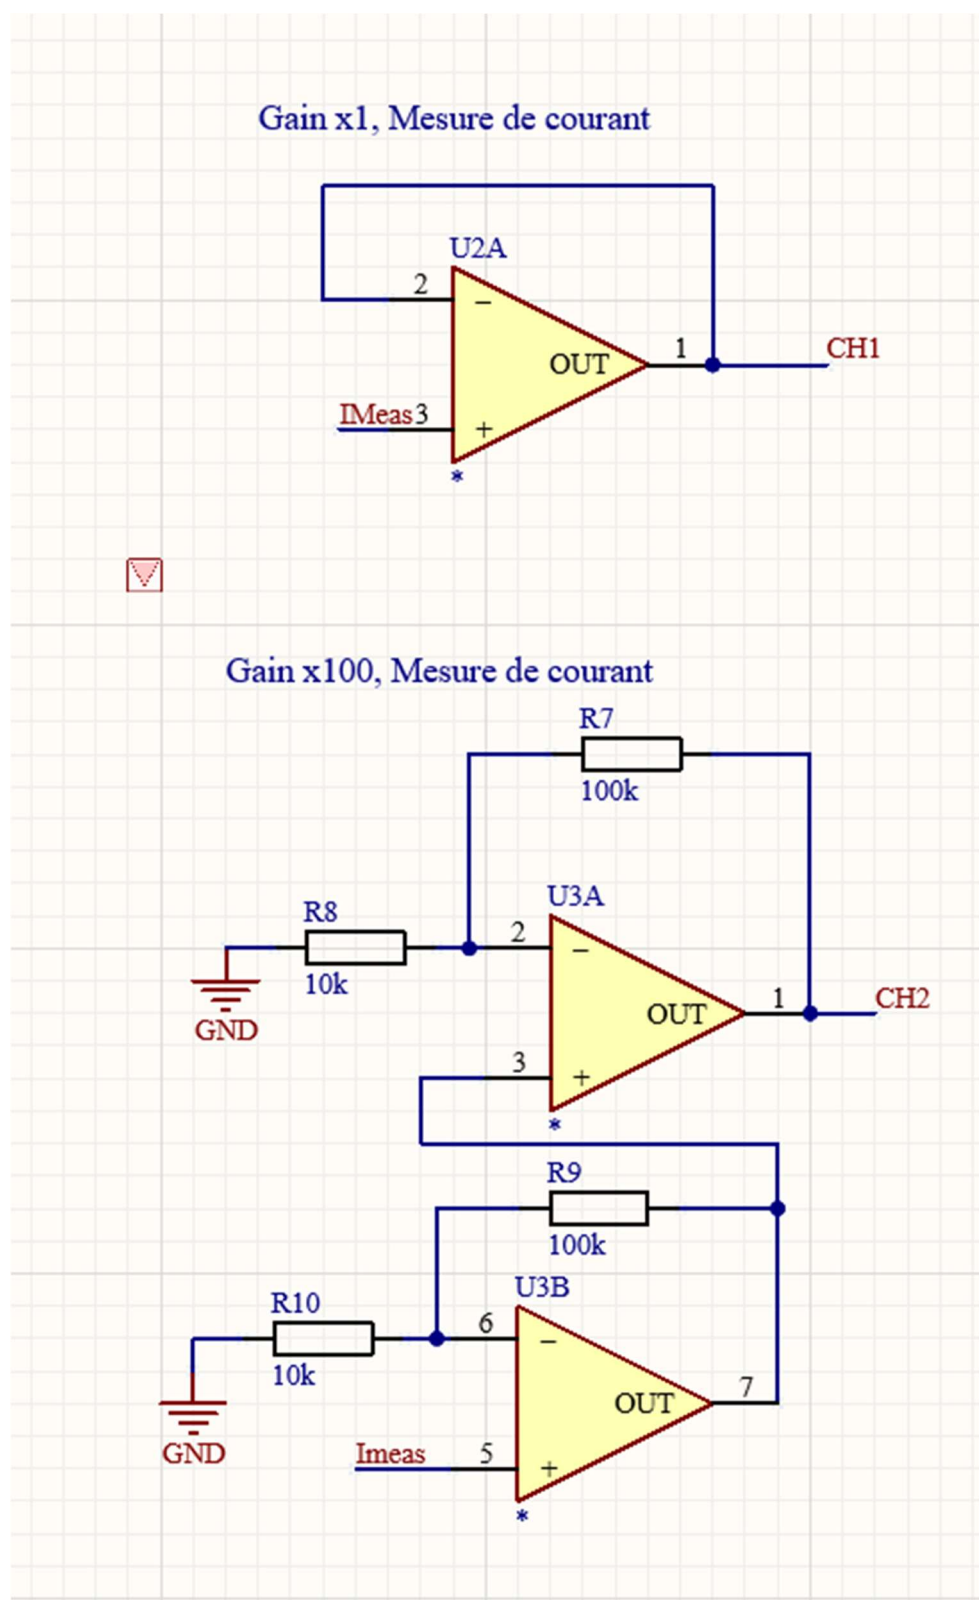 Gain x1, Mesure de courant
U2A
2
−
OUT
1
CH1
IMeas
3
+
*
Gain x100, Mesure de courant
R7
100k
U3A
R8
2
−
10k
GND
OUT
1
CH2
3
+
*
R9
100k
U3B
R10
6
−
10k
OUT
7
GND
Imeas
5
+
*